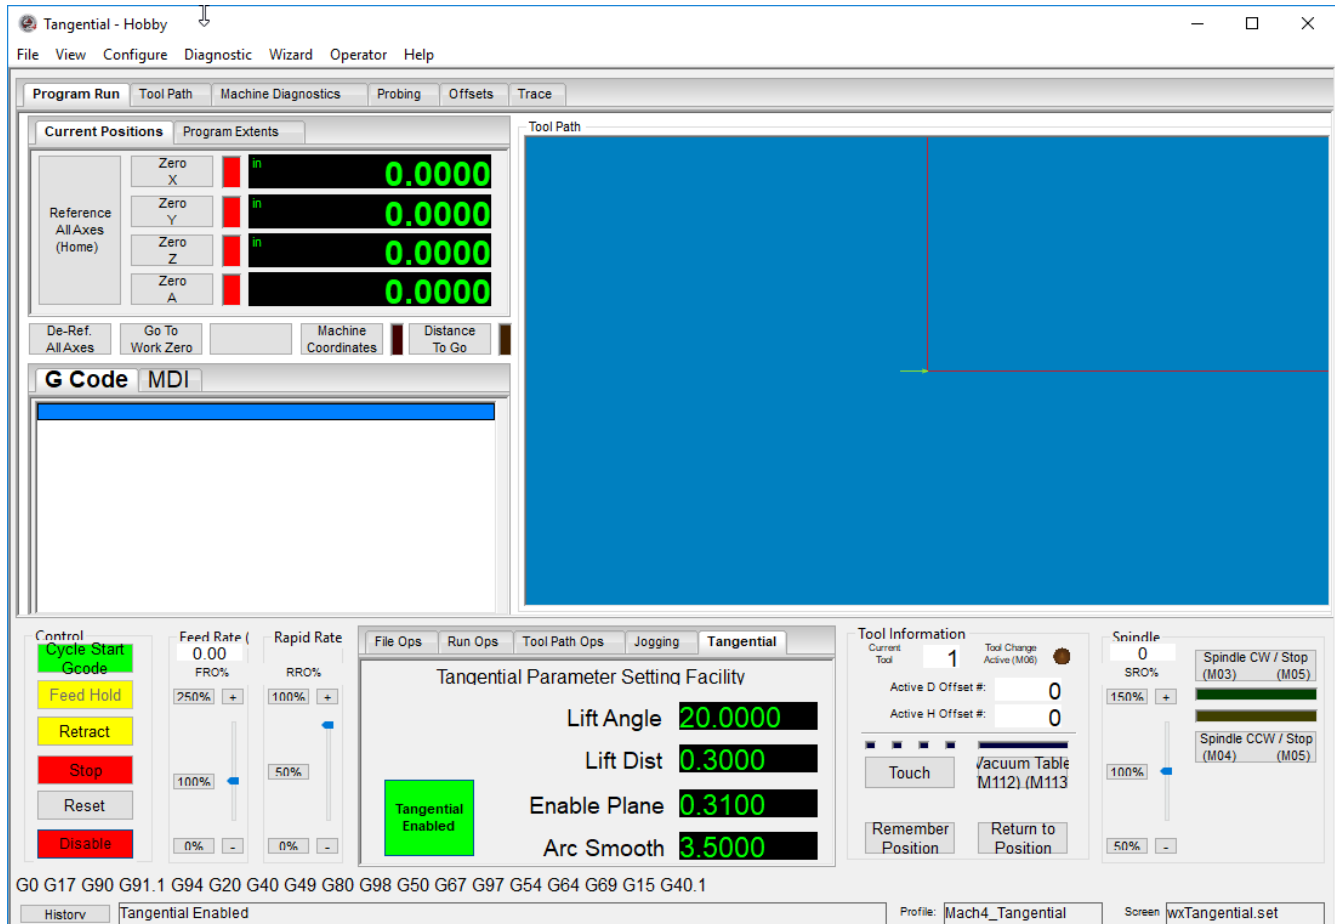 Tangential - Hobby
File View Configure Diagnostic Wizard Operator Help
Program Run Tool Path Machine Diagnostics Probing Offsets Trace
Current Positions Program Extents
Tool Path
Reference
All Axes
(Home)
Zero
X
in
0.0000
Zero
Y
in
0.0000
Zero
Z
in
0.0000
Zero
A
0.0000
De-Ref.
All Axes
Go To
Work Zero
Machine
Coordinates
Distance
To Go
G Code MDI
Control
Cycle Start
Gcode
Feed Hold
Retract
Stop
Reset
Disable
Feed Rate (
0.00
FRO%
250% +
100%
0% -
Rapid Rate
RRO%
100% +
50%
0% -
File Ops Run Ops Tool Path Ops Jogging Tangential
Tangential Parameter Setting Facility
Lift Angle 20.0000
Lift Dist 0.3000
Enable Plane 0.3100
Arc Smooth 3.5000
Tangential
Enabled
Tool Information
Current
Tool
1
Tool Change
Active (M06)
Active D Offset #: 0
Active H Offset #: 0
Touch
Vacuum Table
(M112) (M113
Remember
Position
Return to
Position
Spindle
0
SRO%
150% +
100%
50% -
Spindle CW / Stop
(M03) (M05)
Spindle CCW / Stop
(M04) (M05)
G0 G17 G90 G91.1 G94 G20 G40 G49 G80 G98 G50 G67 G97 G54 G64 G69 G15 G40.1
History Tangential Enabled Profile: Mach4_Tangential Screen wxTangential.set